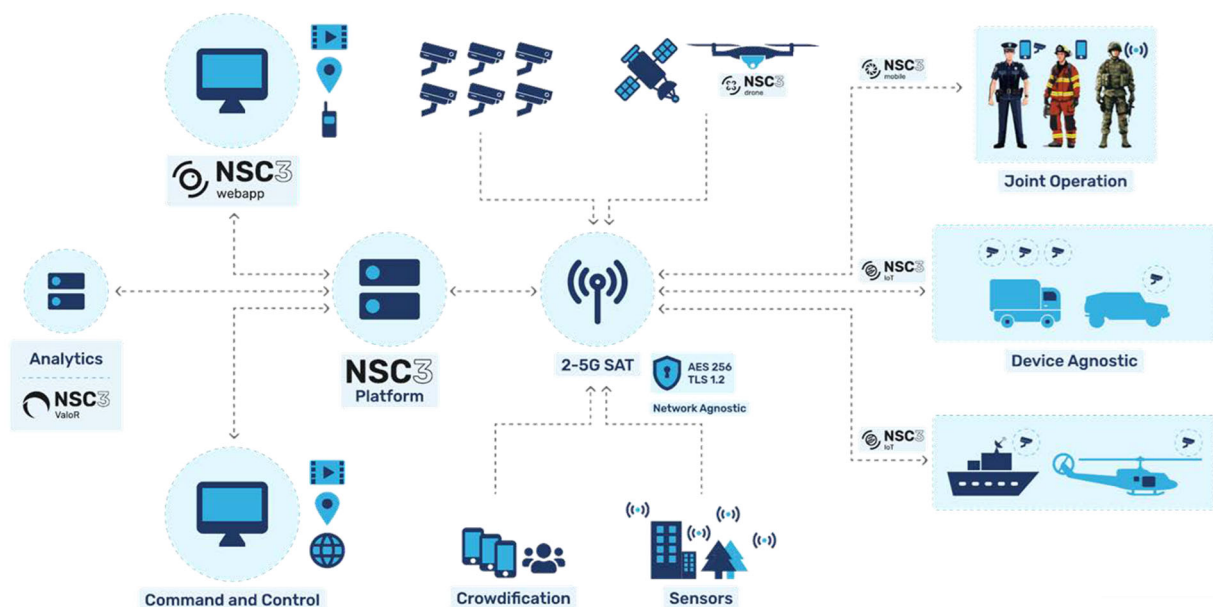 NSC3
webapp
NSC3
drone
NSC3
mobile
Joint Operation
NSC3
IoT
Analytics
NSC3
ValoR
NSC3
Platform
2-5G SAT
AES 256
TLS 1.2
Network Agnostic
Device Agnostic
NSC3
IoT
Command and Control
Crowdification
Sensors